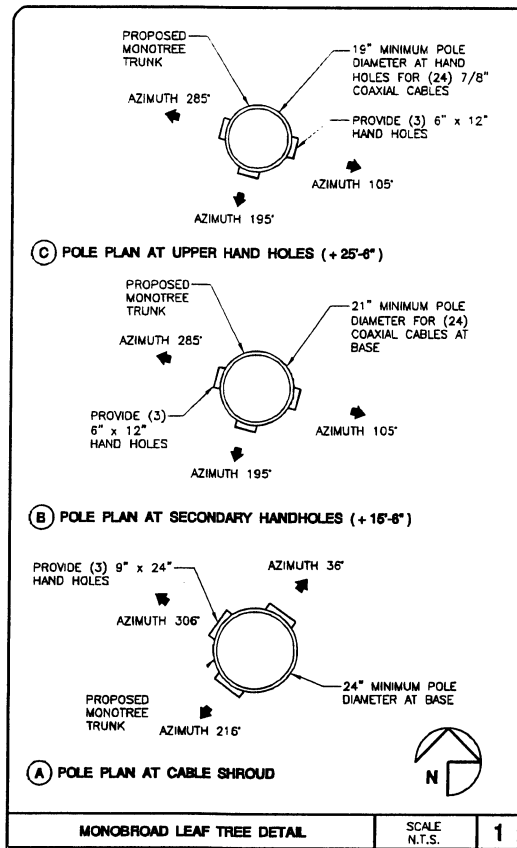 PROPOSED
MONOTREE
TRUNK
19" MINIMUM POLE
DIAMETER AT HAND
HOLES FOR (24) 7/8"
COAXIAL CABLES
AZIMUTH 285°
PROVIDE (3) 6" x 12"
HAND HOLES
AZIMUTH 105°
AZIMUTH 195°
C POLE PLAN AT UPPER HAND HOLES (+25'-6")
PROPOSED
MONOTREE
TRUNK
21" MINIMUM POLE
DIAMETER FOR (24)
COAXIAL CABLES AT
BASE
AZIMUTH 285°
PROVIDE (3)
6" x 12"
HAND HOLES
AZIMUTH 105°
AZIMUTH 195°
B POLE PLAN AT SECONDARY HANDHOLES (+15'-6")
PROVIDE (3) 9" x 24"
HAND HOLES
AZIMUTH 36°
AZIMUTH 306°
24" MINIMUM POLE
DIAMETER AT BASE
PROPOSED
MONOTREE
TRUNK
AZIMUTH 216°
A POLE PLAN AT CABLE SHROUD
N
MONOBROAD LEAF TREE DETAIL
SCALE
N.T.S.
1